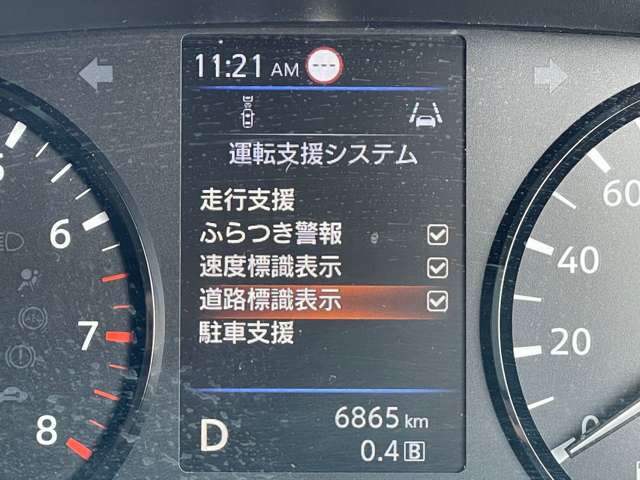 11:21 AM ---
運転支援システム
走行支援
ふらつき警報
速度標識表示
道路標識表示
駐車支援
D
6865 km
0.4 B
5
6
7
8
60
40
20
0